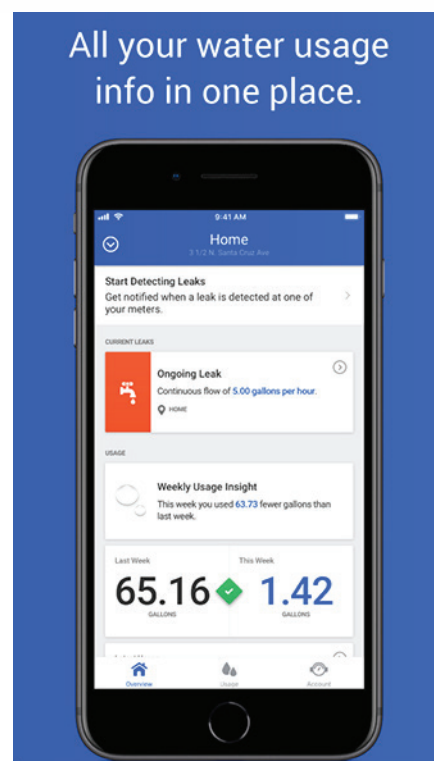 All your water usage
info in one place.
9:41 AM
Home
3 1/2 N. Santa Cruz Ave
Start Detecting Leaks
Get notified when a leak is detected at one of
your meters.
CURRENT LEAKS
Ongoing Leak
Continuous flow of 5.00 gallons per hour.
HOME
USAGE
Weekly Usage Insight
This week you used 63.73 fewer gallons than
last week.
Last Week
This Week
65.16
1.42
GALLONS
GALLONS
Overview
Usage
Account